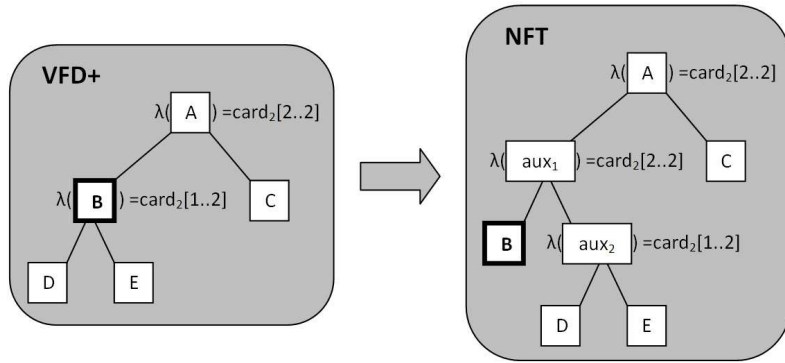 VFD+
λ( A ) =card₂[2..2]
λ( B ) =card₂[1..2]
C
D
E
NFT
λ( A ) =card₂[2..2]
λ( aux₁ ) =card₂[2..2]
C
B
λ( aux₂ ) =card₂[1..2]
D
E